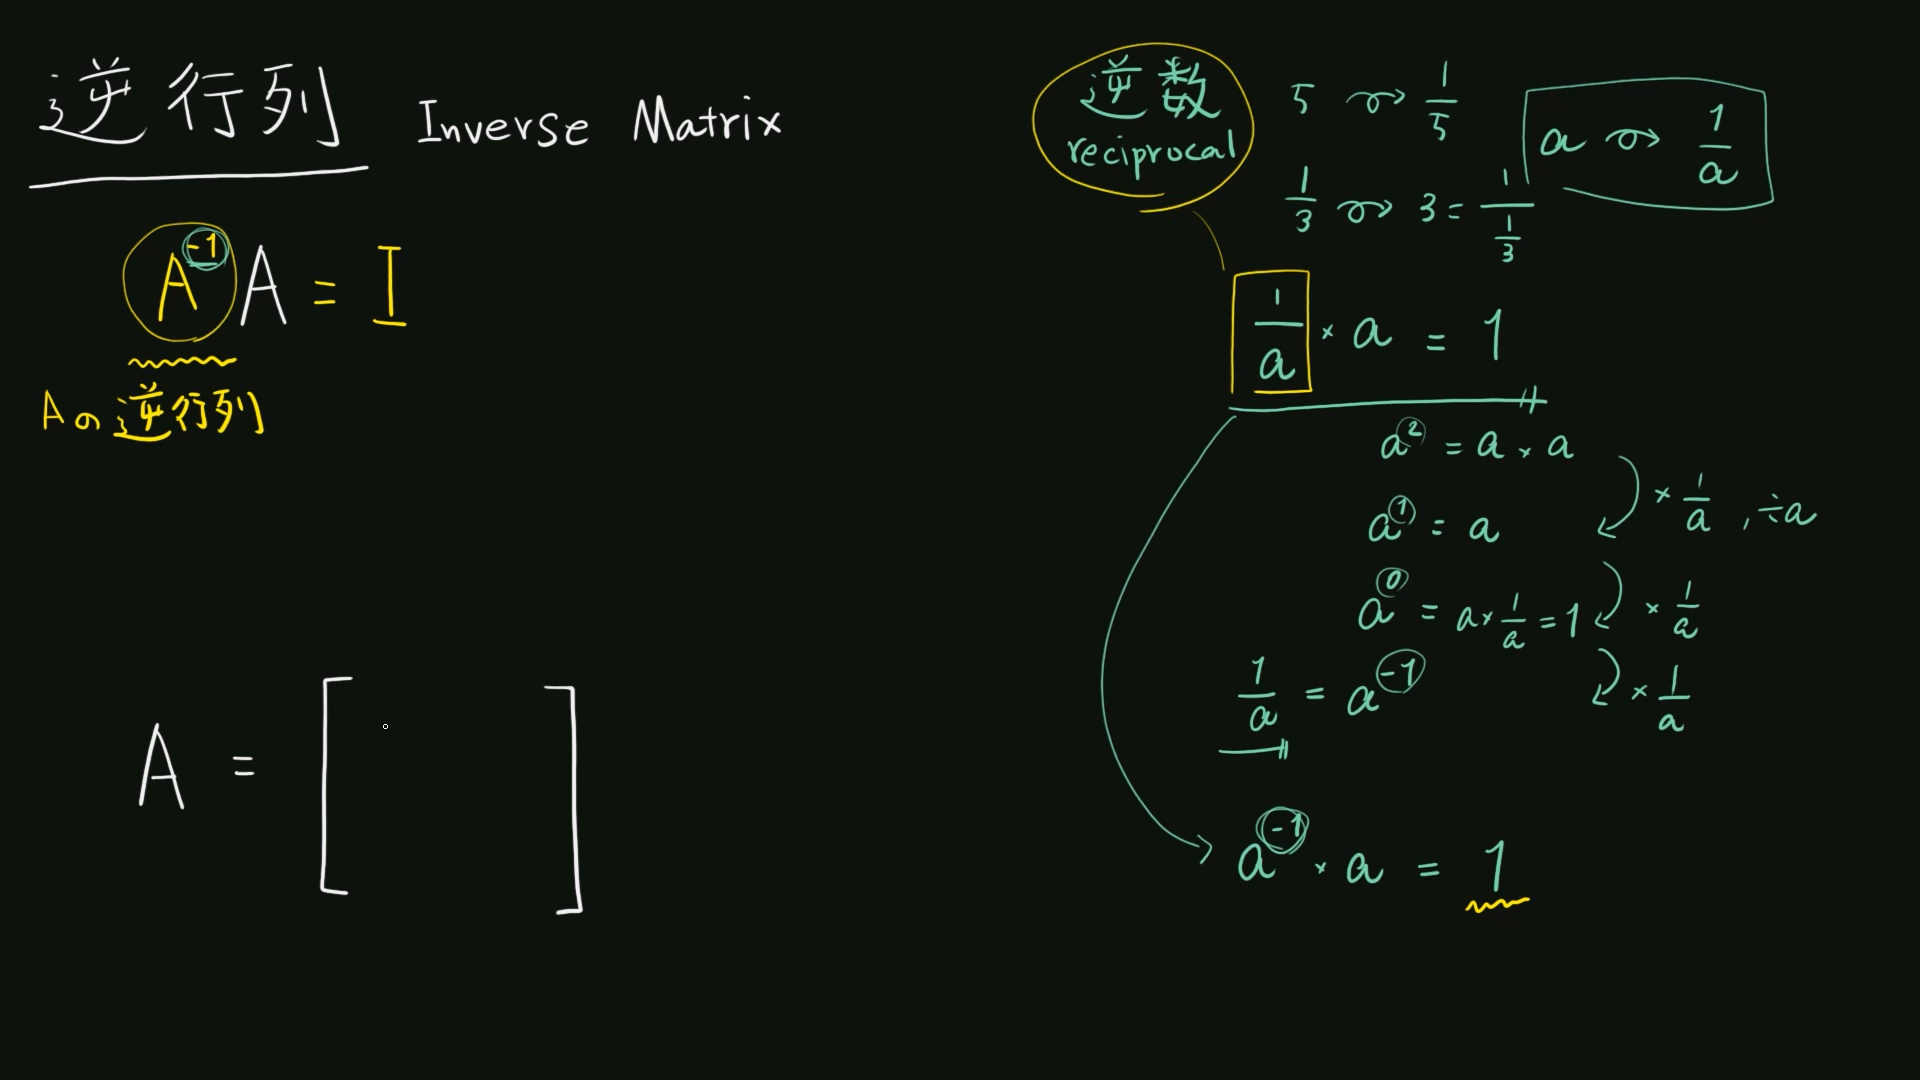 逆行列 Inverse Matrix
A⁻¹A = I
Aの逆行列
A = [ ]
逆数
reciprocal
5 → 1/5
a → 1/a
1/3 → 3 = 1/(1/3)
1/a × a = 1
a² = a × a
× 1/a , ÷a
a¹ = a
× 1/a
a⁰ = a × 1/a = 1
× 1/a
1/a = a⁻¹
a⁻¹ × a = 1